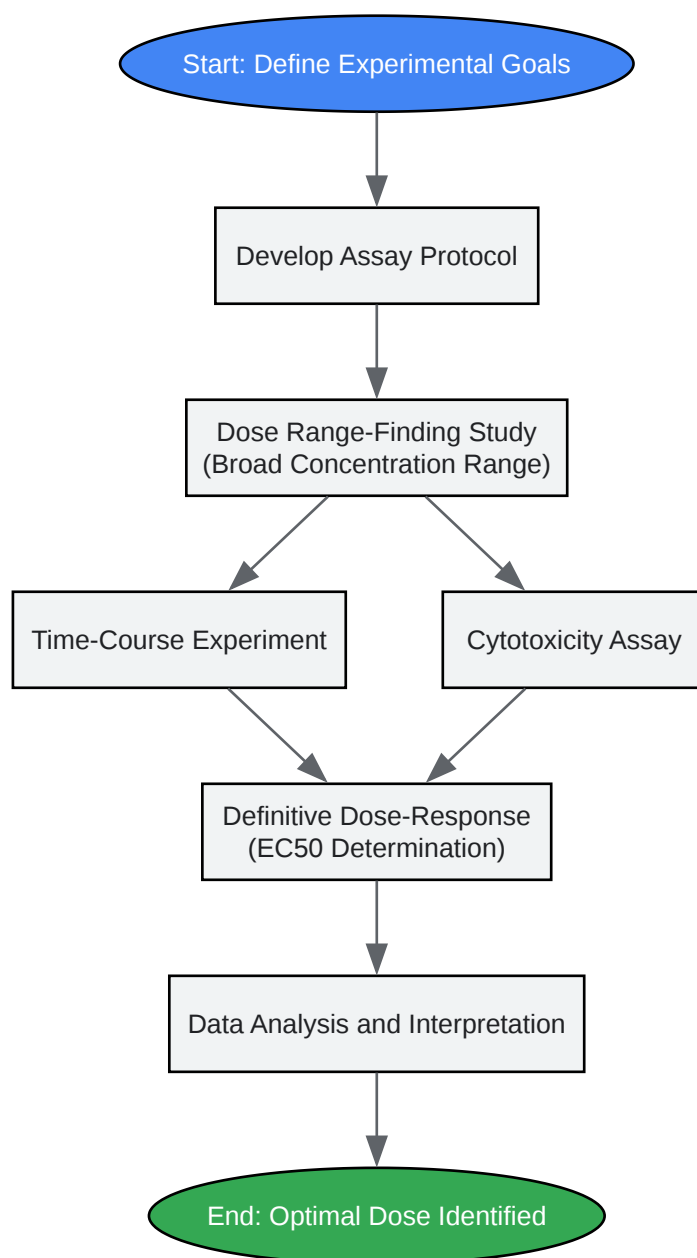 Start: Define Experimental Goals
Develop Assay Protocol
Dose Range-Finding Study
(Broad Concentration Range)
Time-Course Experiment
Cytotoxicity Assay
Definitive Dose-Response
(EC50 Determination)
Data Analysis and Interpretation
End: Optimal Dose Identified